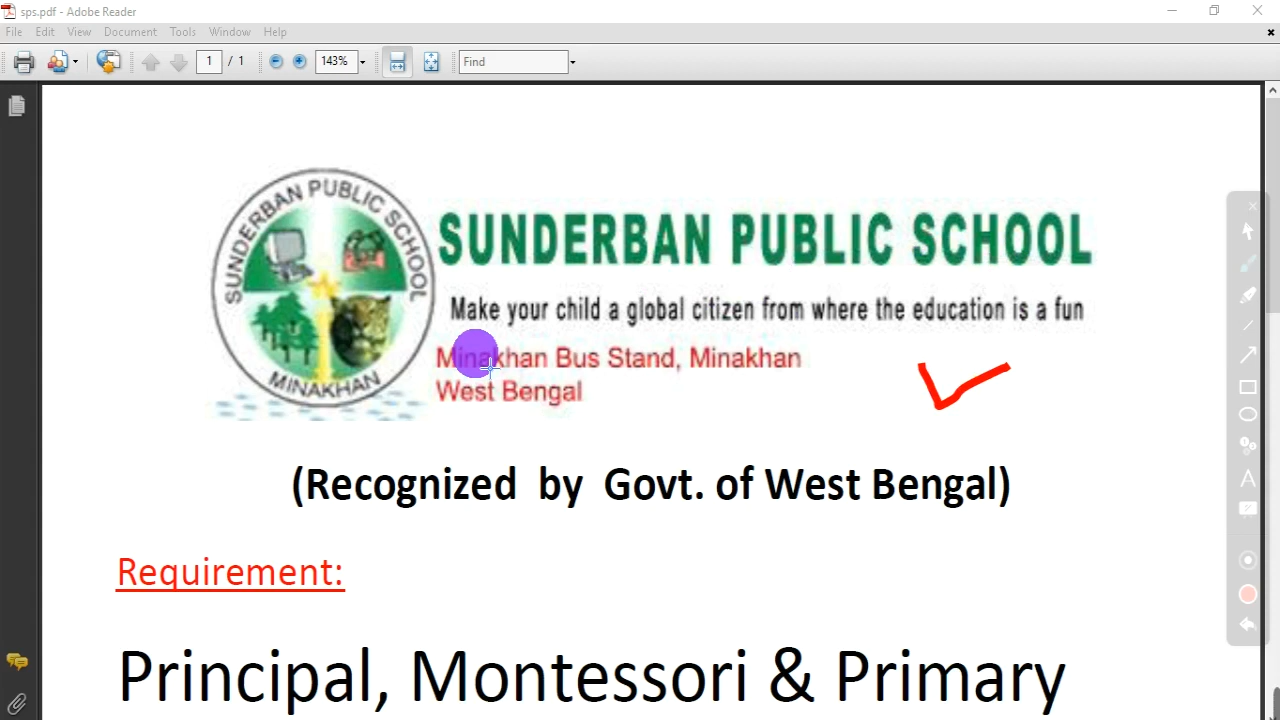 sps.pdf - Adobe Reader
File Edit View Document Tools Window Help
1 / 1 143% Find
SUNDERBAN PUBLIC SCHOOL
MINAKHAN
SUNDERBAN PUBLIC SCHOOL
Make your child a global citizen from where the education is a fun
Minakhan Bus Stand, Minakhan
West Bengal
(Recognized by Govt. of West Bengal)
Requirement:
Principal, Montessori & Primary